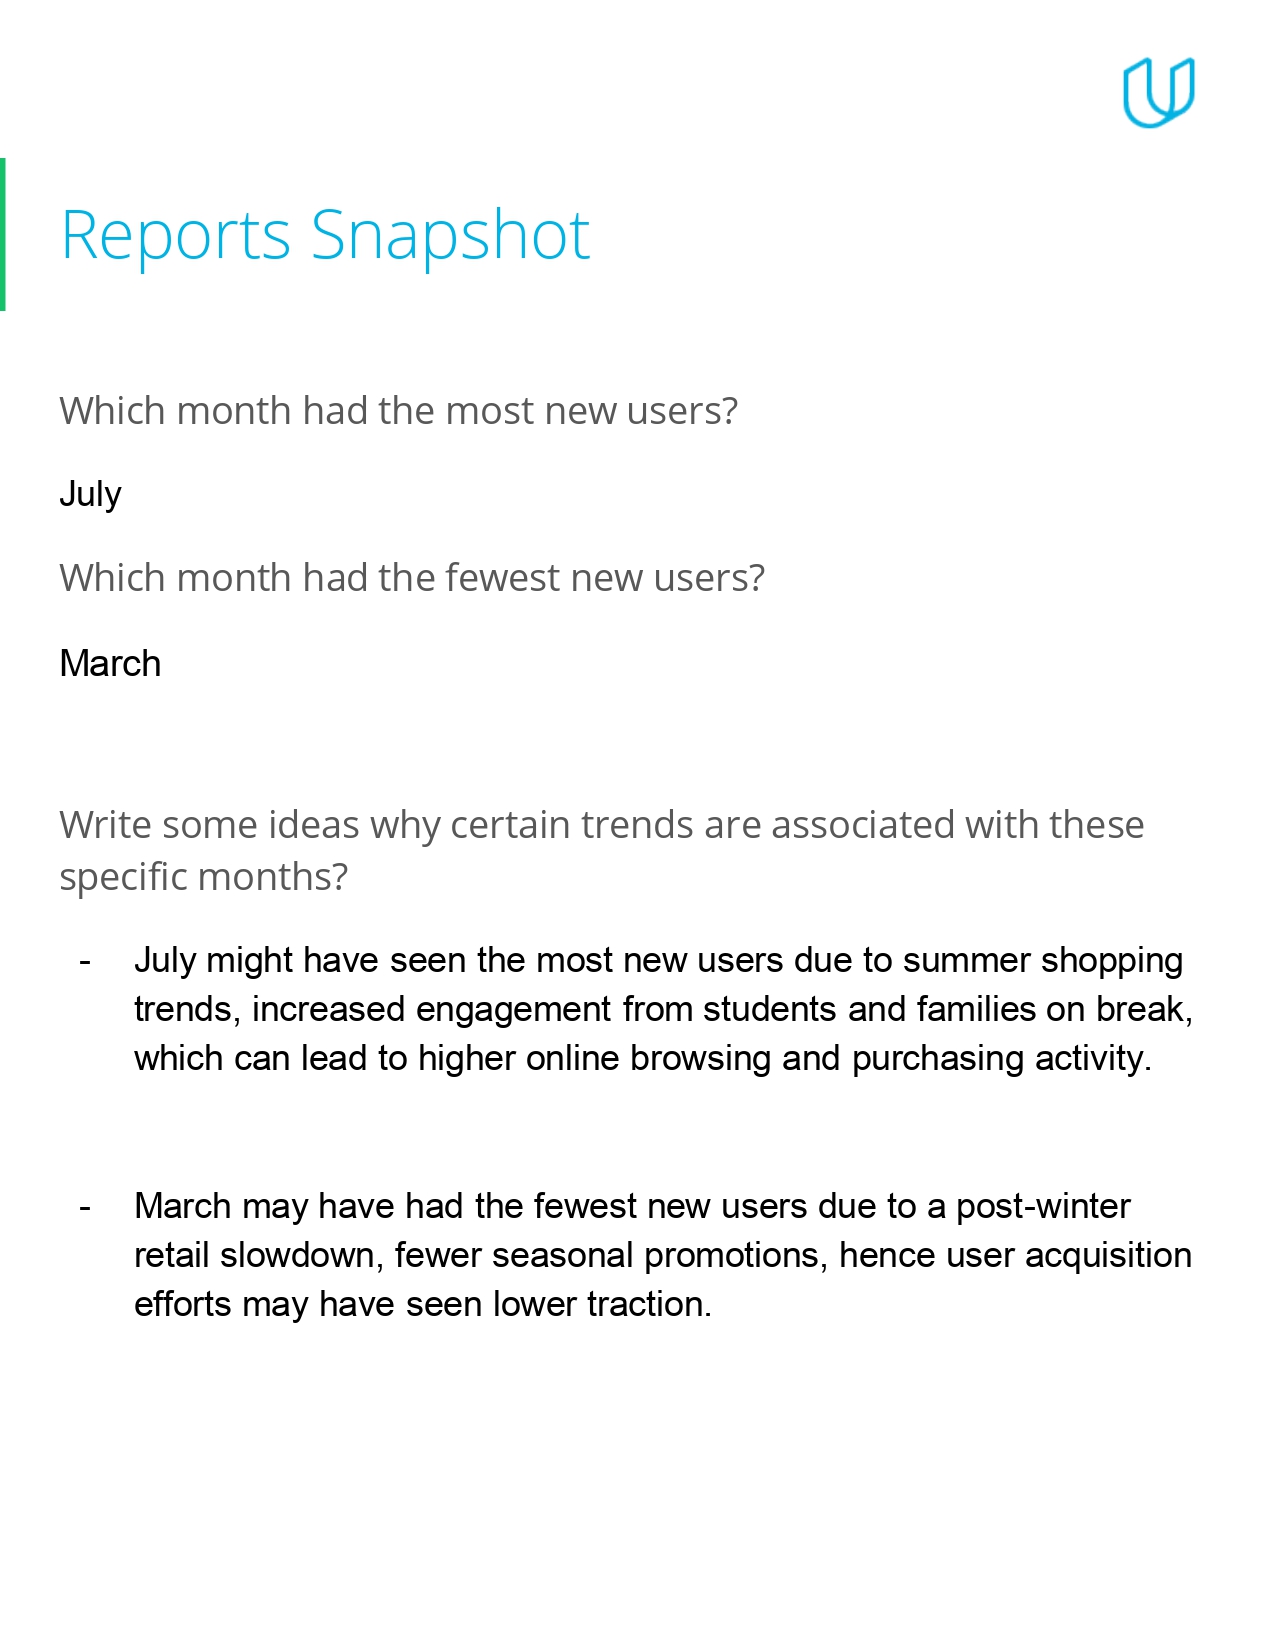 Reports Snapshot
Which month had the most new users?
July
Which month had the fewest new users?
March
Write some ideas why certain trends are associated with these
specific months?
- July might have seen the most new users due to summer shopping
trends, increased engagement from students and families on break,
which can lead to higher online browsing and purchasing activity.
- March may have had the fewest new users due to a post-winter
retail slowdown, fewer seasonal promotions, hence user acquisition
efforts may have seen lower traction.